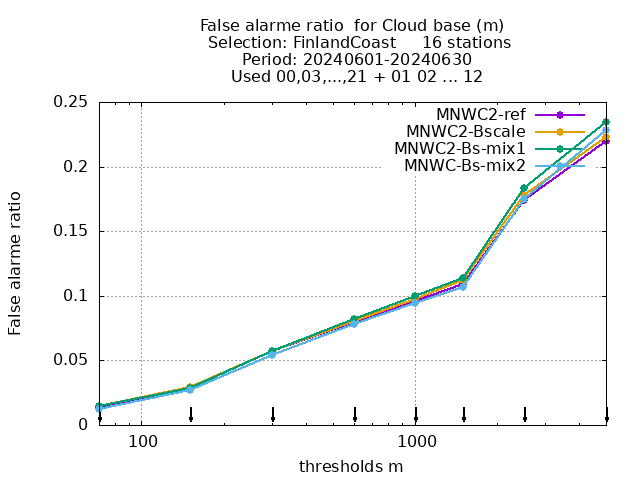 False alarme ratio  for Cloud base (m)
Selection: FinlandCoast     16 stations
Period: 20240601-20240630
Used 00,03,...,21 + 01 02 ... 12
MNWC2-ref
MNWC2-Bscale
MNWC2-Bs-mix1
MNWC-Bs-mix2
0.25
0.2
0.15
0.1
0.05
0
False alarme ratio
100
1000
thresholds m